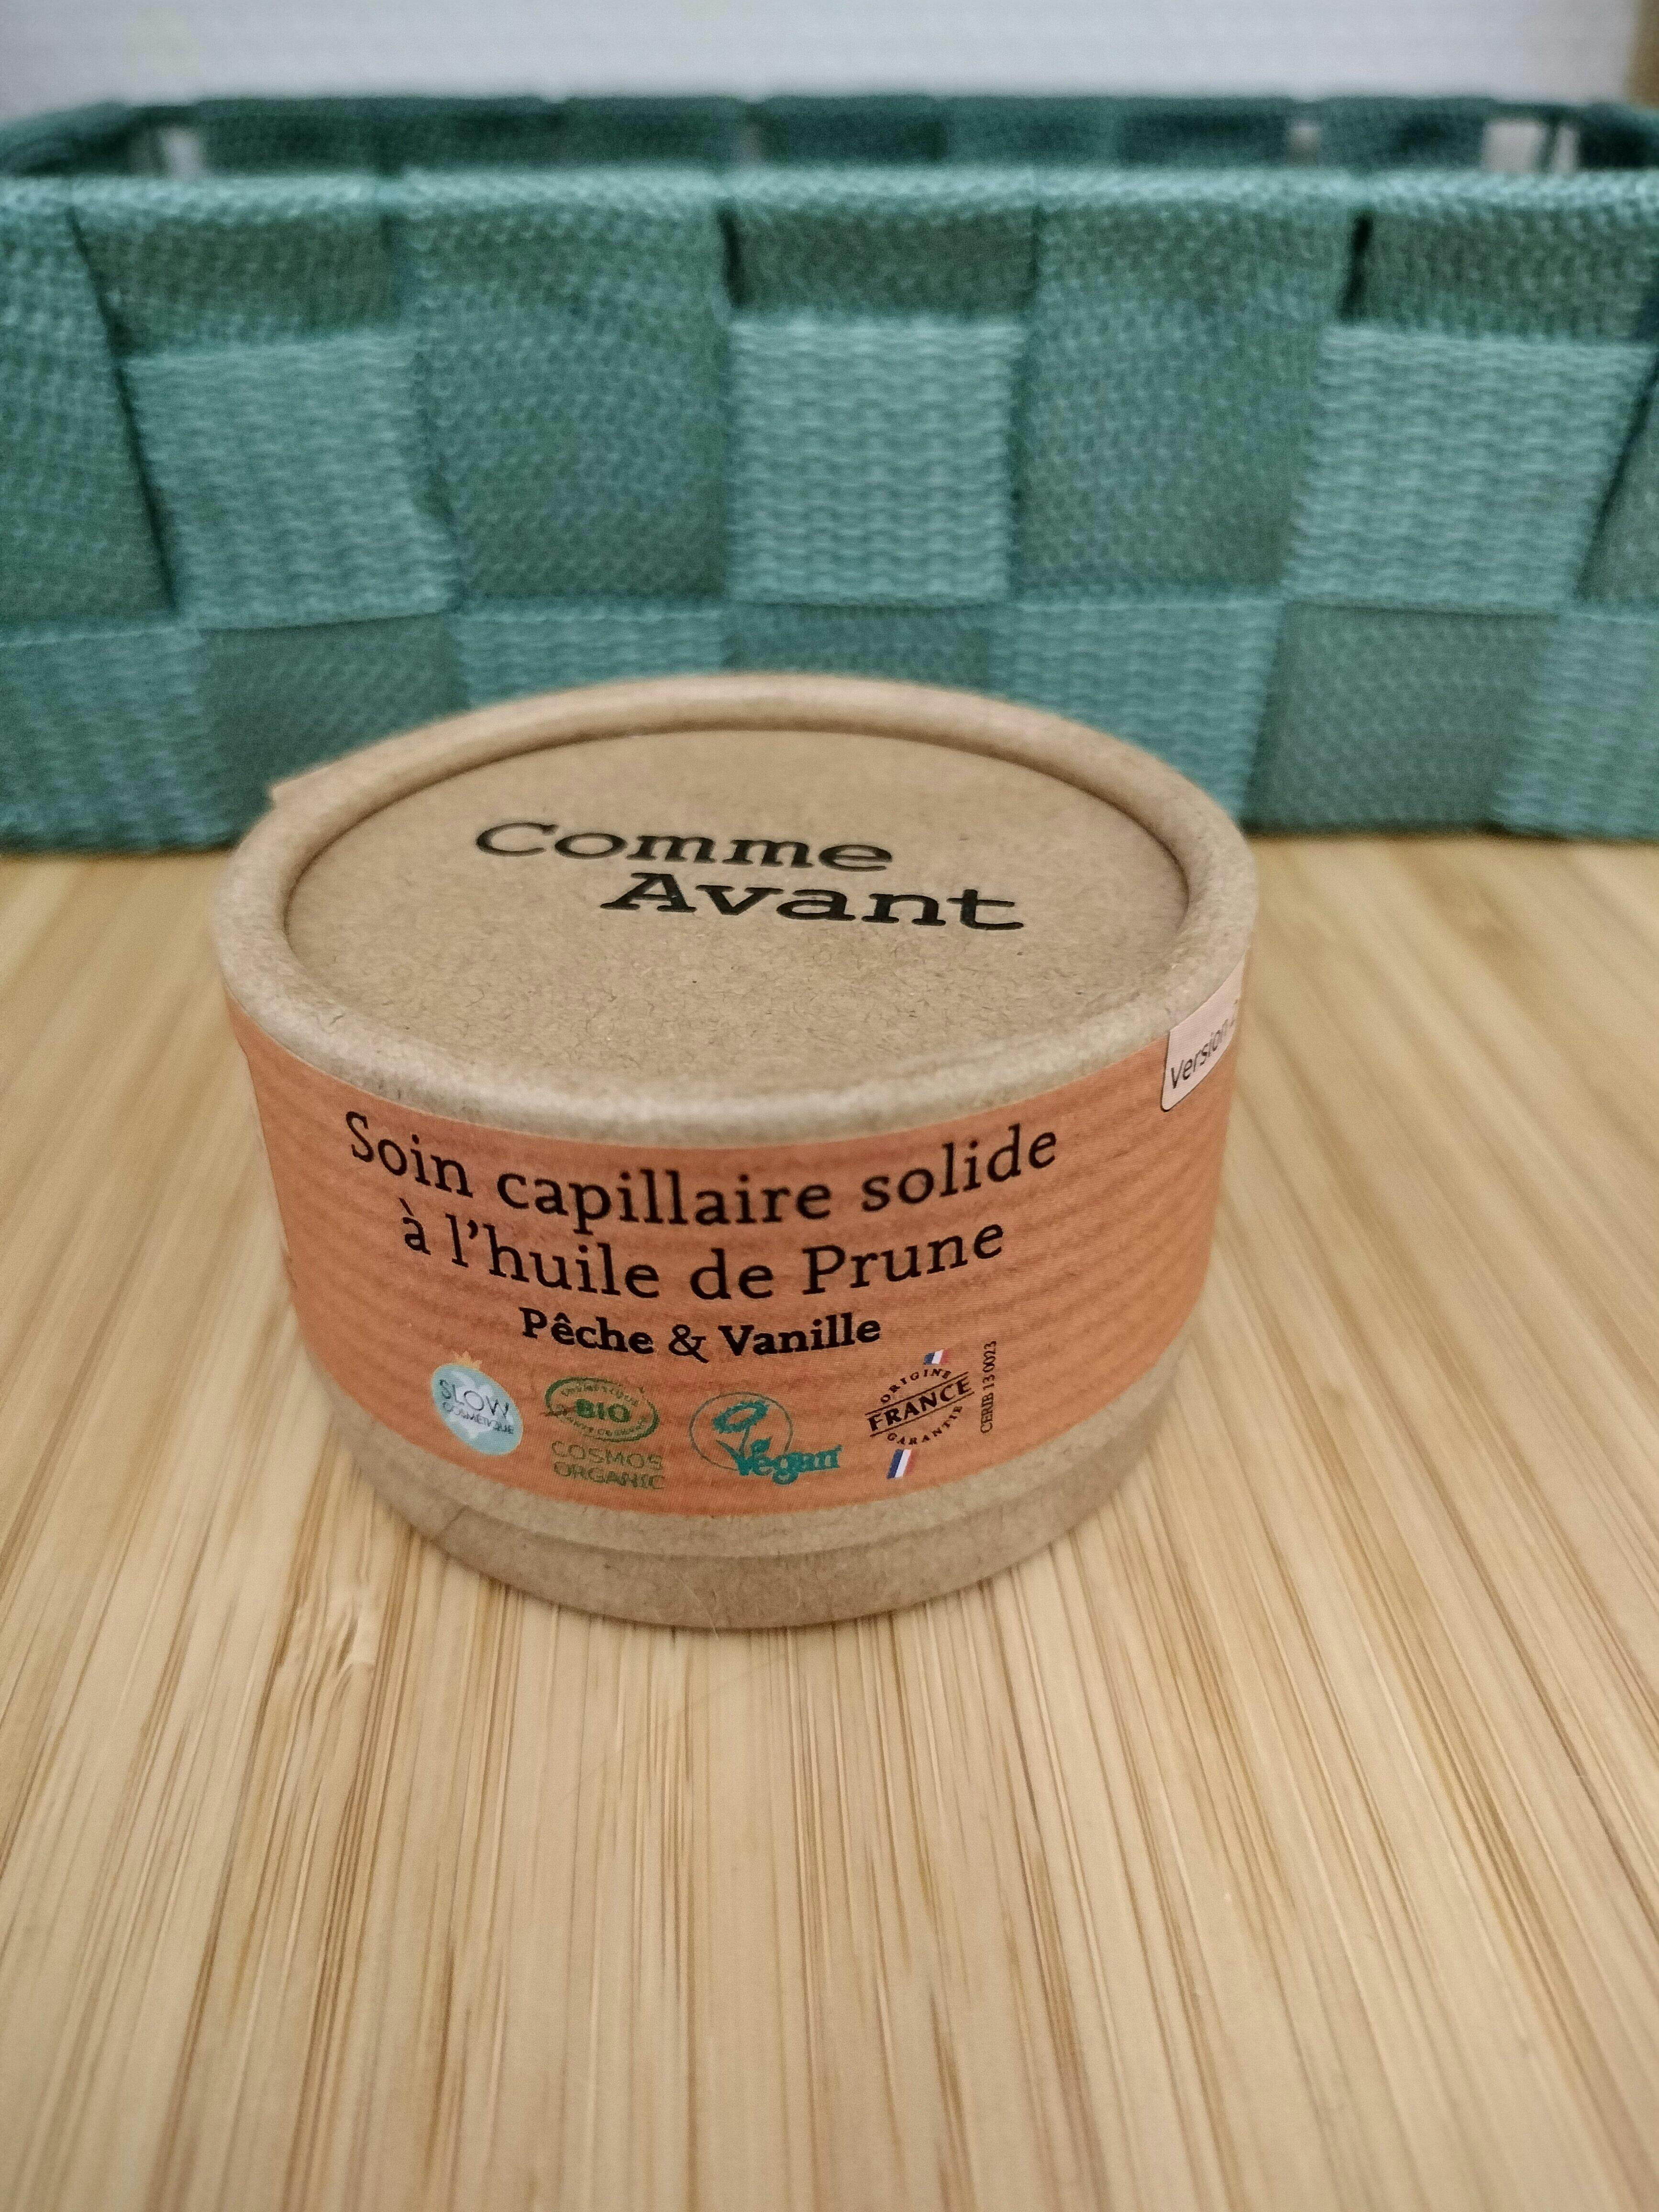 Comme
Avant
Version
Soin capillaire solide
à l'huile de Prune
Pêche & Vanille
SLOW
COSMÉTIQUE
BIO
COSMOS
ORGANIC
Vegan
ORIGINE
FRANCE
GARANTIE
CERIB 13 0023